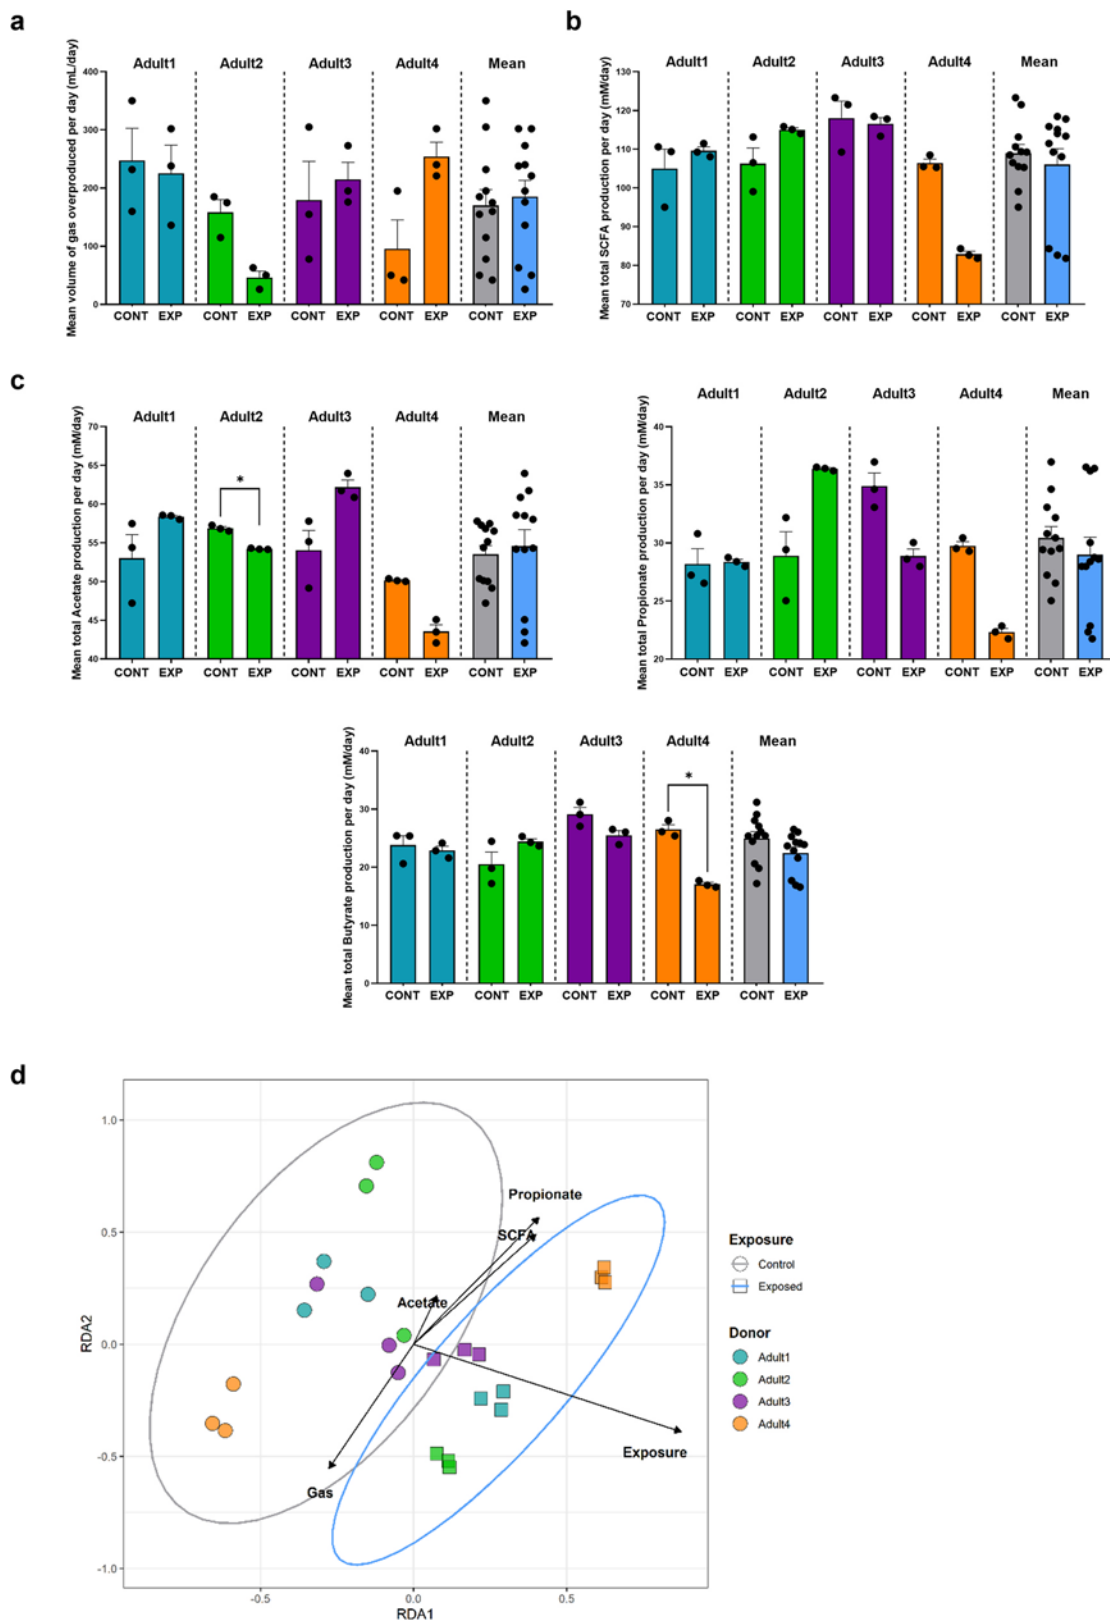 a
Adult1 Adult2 Adult3 Adult4 Mean
Mean volume of gas overproduced per day (mL/day)
400
300
200
100
0
CONT EXP CONT EXP CONT EXP CONT EXP CONT EXP
b
Adult1 Adult2 Adult3 Adult4 Mean
Mean total SCFA production per day (mM/day)
130
120
110
100
90
80
70
CONT EXP CONT EXP CONT EXP CONT EXP CONT EXP
c
Adult1 Adult2 Adult3 Adult4 Mean
Mean total Acetate production per day (mM/day)
70
65
60
55
50
45
40
*
CONT EXP CONT EXP CONT EXP CONT EXP CONT EXP
Adult1 Adult2 Adult3 Adult4 Mean
Mean total Propionate production per day (mM/day)
40
35
30
25
20
CONT EXP CONT EXP CONT EXP CONT EXP CONT EXP
Adult1 Adult2 Adult3 Adult4 Mean
Mean total Butyrate production per day (mM/day)
40
30
20
10
0
*
CONT EXP CONT EXP CONT EXP CONT EXP CONT EXP
d
RDA2
1.0
0.5
0.0
-0.5
-1.0
Propionate
SCFA
Acetate
Exposure
Gas
-0.5 0.0 0.5
RDA1
Exposure
Control
Exposed
Donor
Adult1
Adult2
Adult3
Adult4